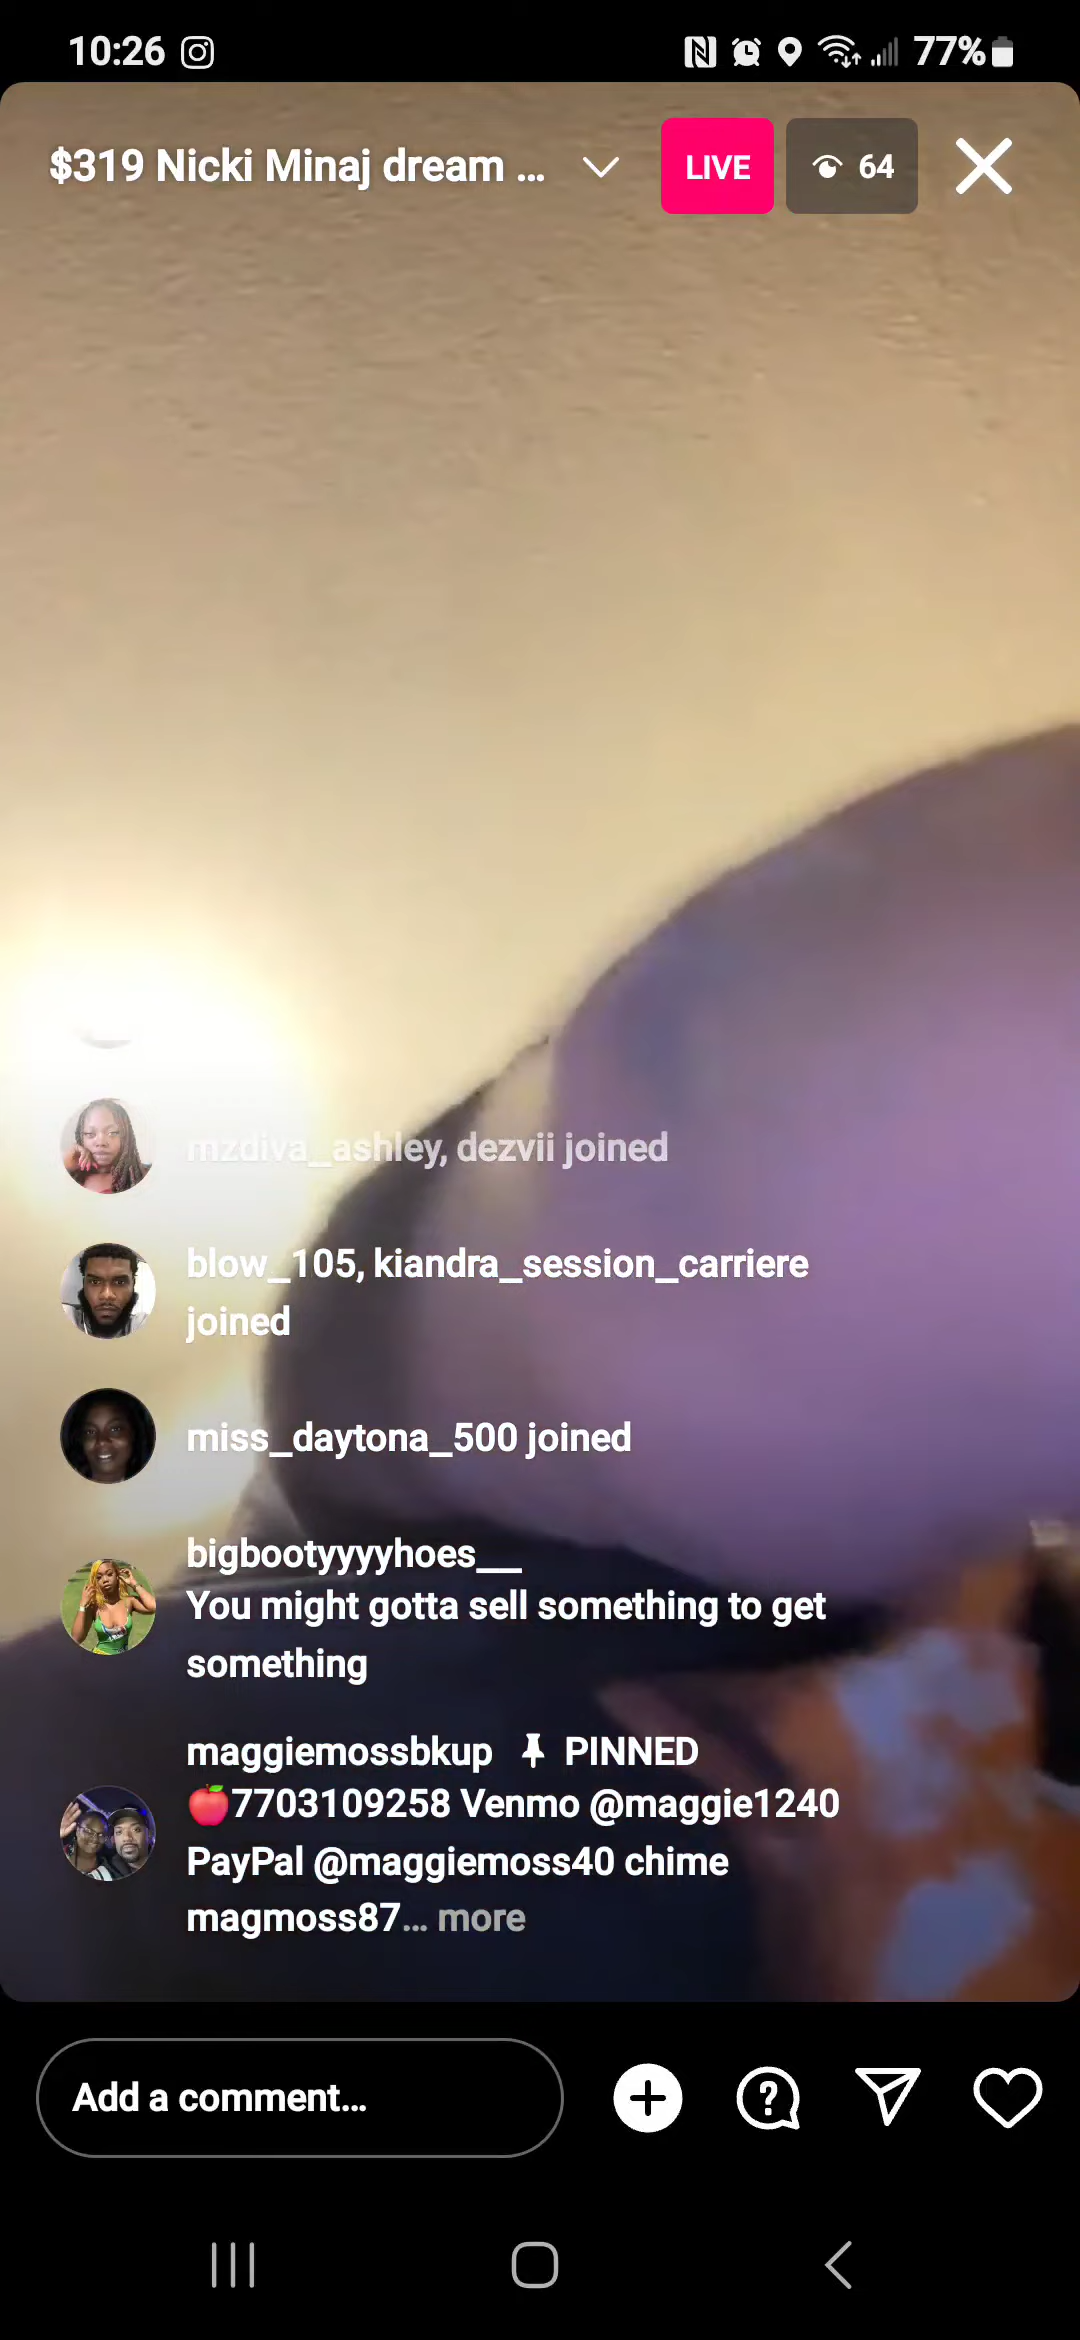 10:26
77%
$319 Nicki Minaj dream ...
LIVE
64
mzdiva_ashley, dezvii joined
blow_105, kiandra_session_carriere
joined
miss_daytona_500 joined
bigbootyyyyhoes__
You might gotta sell something to get
something
maggiemossbkup 📌 PINNED
🍎7703109258 Venmo @maggie1240
PayPal @maggiemoss40 chime
magmoss87... more
Add a comment...